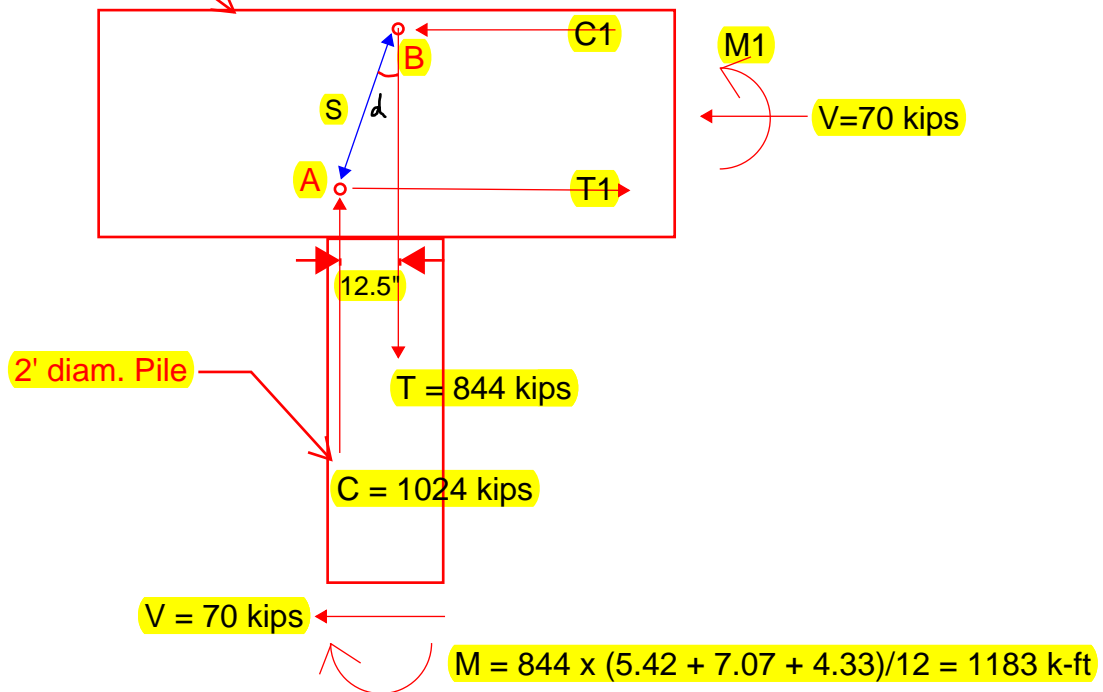 C1
B
M1
S
d
V=70 kips
A
T1
12.5"
2' diam. Pile
T = 844 kips
C = 1024 kips
V = 70 kips
M = 844 x (5.42 + 7.07 + 4.33)/12 = 1183 k-ft